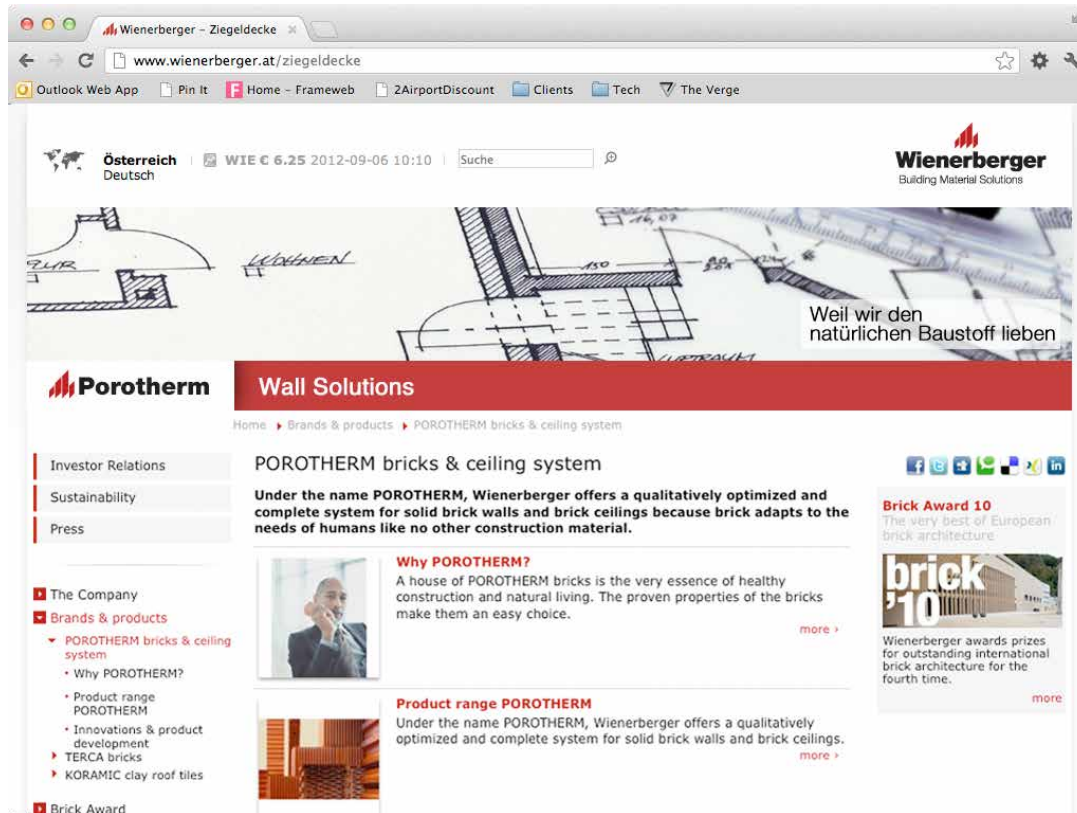 Wienerberger – Ziegeldecke
www.wienerberger.at/ziegeldecke
Outlook Web App Pin It Home – Frameweb 2AirportDiscount Clients Tech The Verge
Österreich WIE € 6.25 2012-09-06 10:10 Suche
Deutsch
Wienerberger
Building Material Solutions
16,07
WOHNEN
150
Weil wir den
natürlichen Baustoff lieben
LUFTRAUM
Porotherm
Wall Solutions
Home Brands & products POROTHERM bricks & ceiling system
Investor Relations
Sustainability
Press
The Company
Brands & products
POROTHERM bricks & ceiling
system
Why POROTHERM?
Product range
POROTHERM
Innovations & product
development
TERCA bricks
KORAMIC clay roof tiles
Brick Award
POROTHERM bricks & ceiling system
Under the name POROTHERM, Wienerberger offers a qualitatively optimized and
complete system for solid brick walls and brick ceilings because brick adapts to the
needs of humans like no other construction material.
Why POROTHERM?
A house of POROTHERM bricks is the very essence of healthy
construction and natural living. The proven properties of the bricks
make them an easy choice.
more ›
Product range POROTHERM
Under the name POROTHERM, Wienerberger offers a qualitatively
optimized and complete system for solid brick walls and brick ceilings.
more ›
Brick Award 10
The very best of European
brick architecture
brick
'10
Wienerberger awards prizes
for outstanding international
brick architecture for the
fourth time.
more